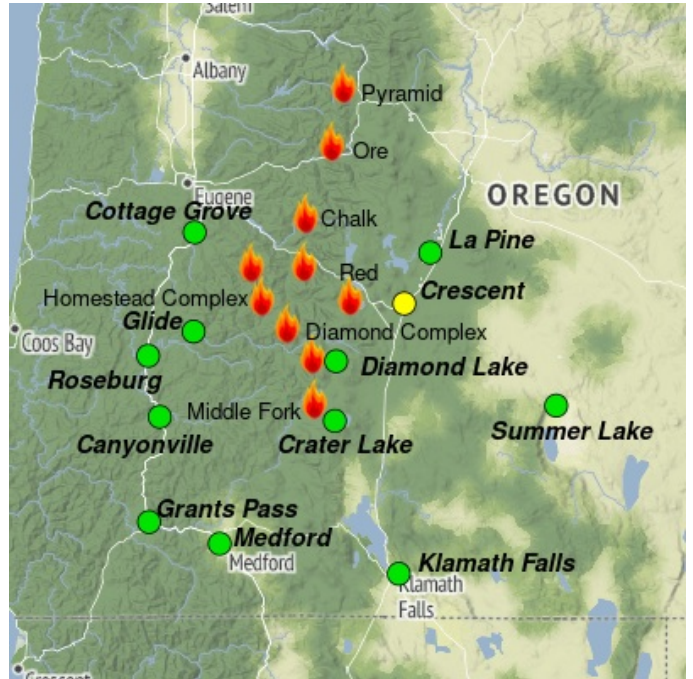 Salem
Albany
Pyramid
Ore
Eugene
OREGON
Cottage Grove
Chalk
La Pine
Red
Homestead Complex
Crescent
Glide
Diamond Complex
Coos Bay
Roseburg
Diamond Lake
Middle Fork
Canyonville
Crater Lake
Summer Lake
Grants Pass
Medford
Medford
Klamath Falls
Klamath
Falls
Crescent